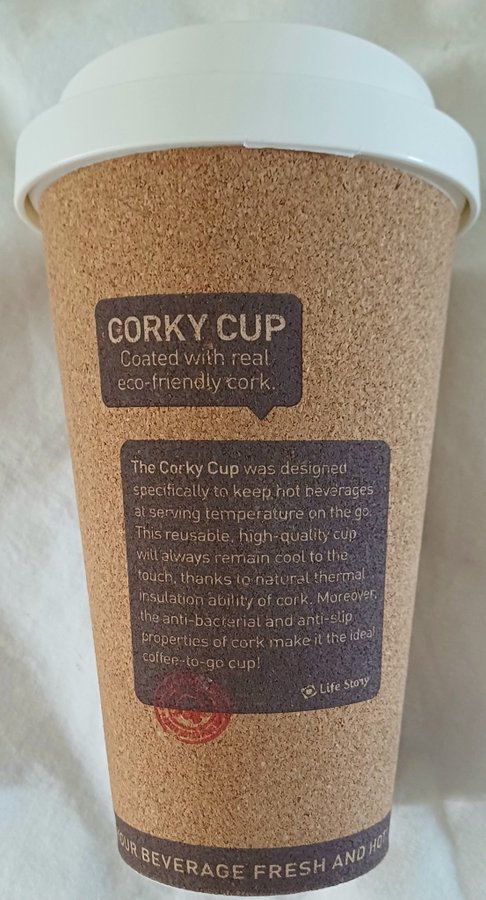 CORKY CUP
Coated with real
eco-friendly cork.
The Corky Cup was designed
specifically to keep hot beverages
at serving temperature on the go.
This reusable, high-quality cup
will always remain cool to the
touch, thanks to natural thermal
insulation ability of cork. Moreover,
the anti-bacterial and anti-slip
properties of cork make it the ideal
coffee-to-go cup!
Life Story
OUR BEVERAGE FRESH AND HOT